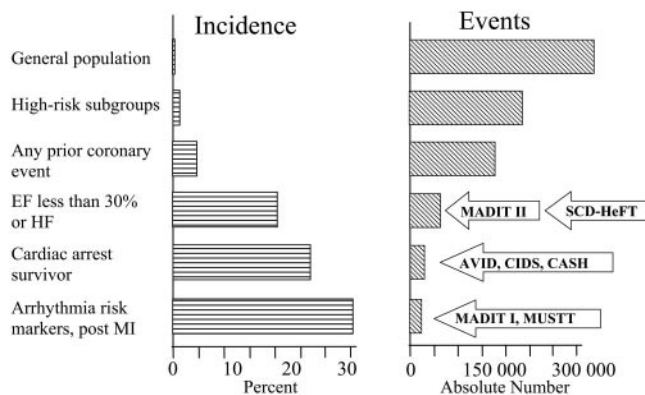 Incidence
Events
General population
High-risk subgroups
Any prior coronary
event
EF less than 30%
or HF
MADIT II
SCD-HeFT
Cardiac arrest
survivor
AVID, CIDS, CASH
Arrhythmia risk
markers, post MI
MADIT I, MUSTT
0 10 20 30
Percent
0 150 000 300 000
Absolute Number